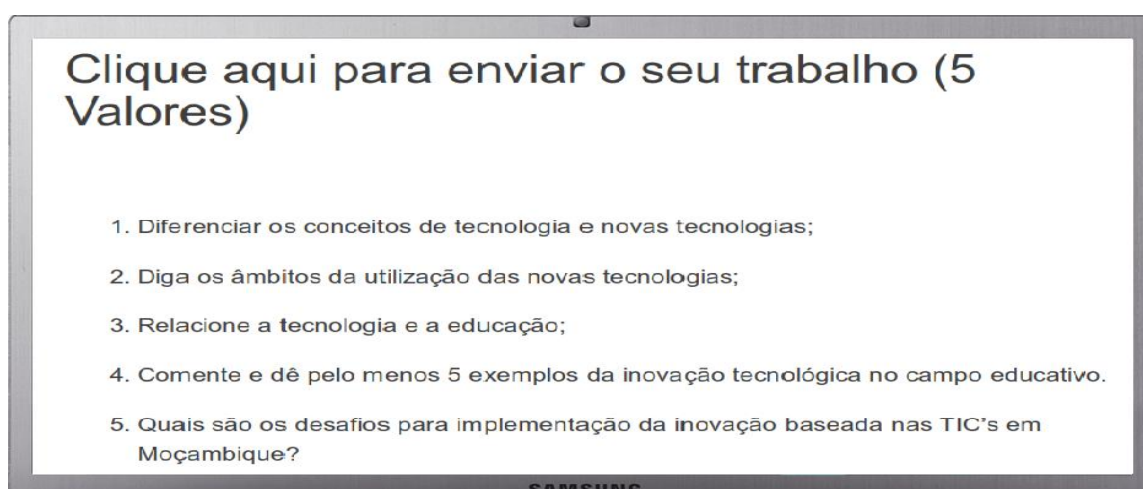 Clique aqui para enviar o seu trabalho (5
Valores)
1. Diferenciar os conceitos de tecnologia e novas tecnologias;
2. Diga os âmbitos da utilização das novas tecnologias;
3. Relacione a tecnologia e a educação;
4. Comente e dê pelo menos 5 exemplos da inovação tecnológica no campo educativo.
5. Quais são os desafios para implementação da inovação baseada nas TIC's em
Moçambique?
SAMSUNG